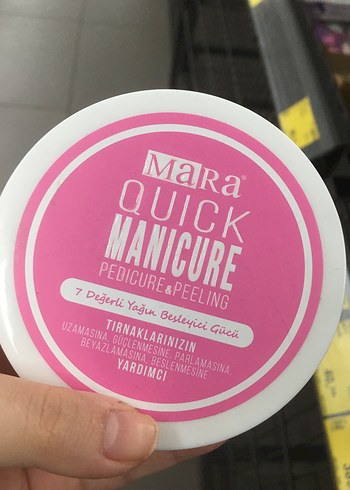 MaRa®
QUICK
MANICURE
PEDICURE&PEELING
7 Değerli Yağın Besleyici Gücü
TIRNAKLARINIZIN
UZAMASINA, GÜÇLENMESİNE, PARLAMASINA,
BEYAZLAMASINA, BESLENMESİNE
YARDIMCI